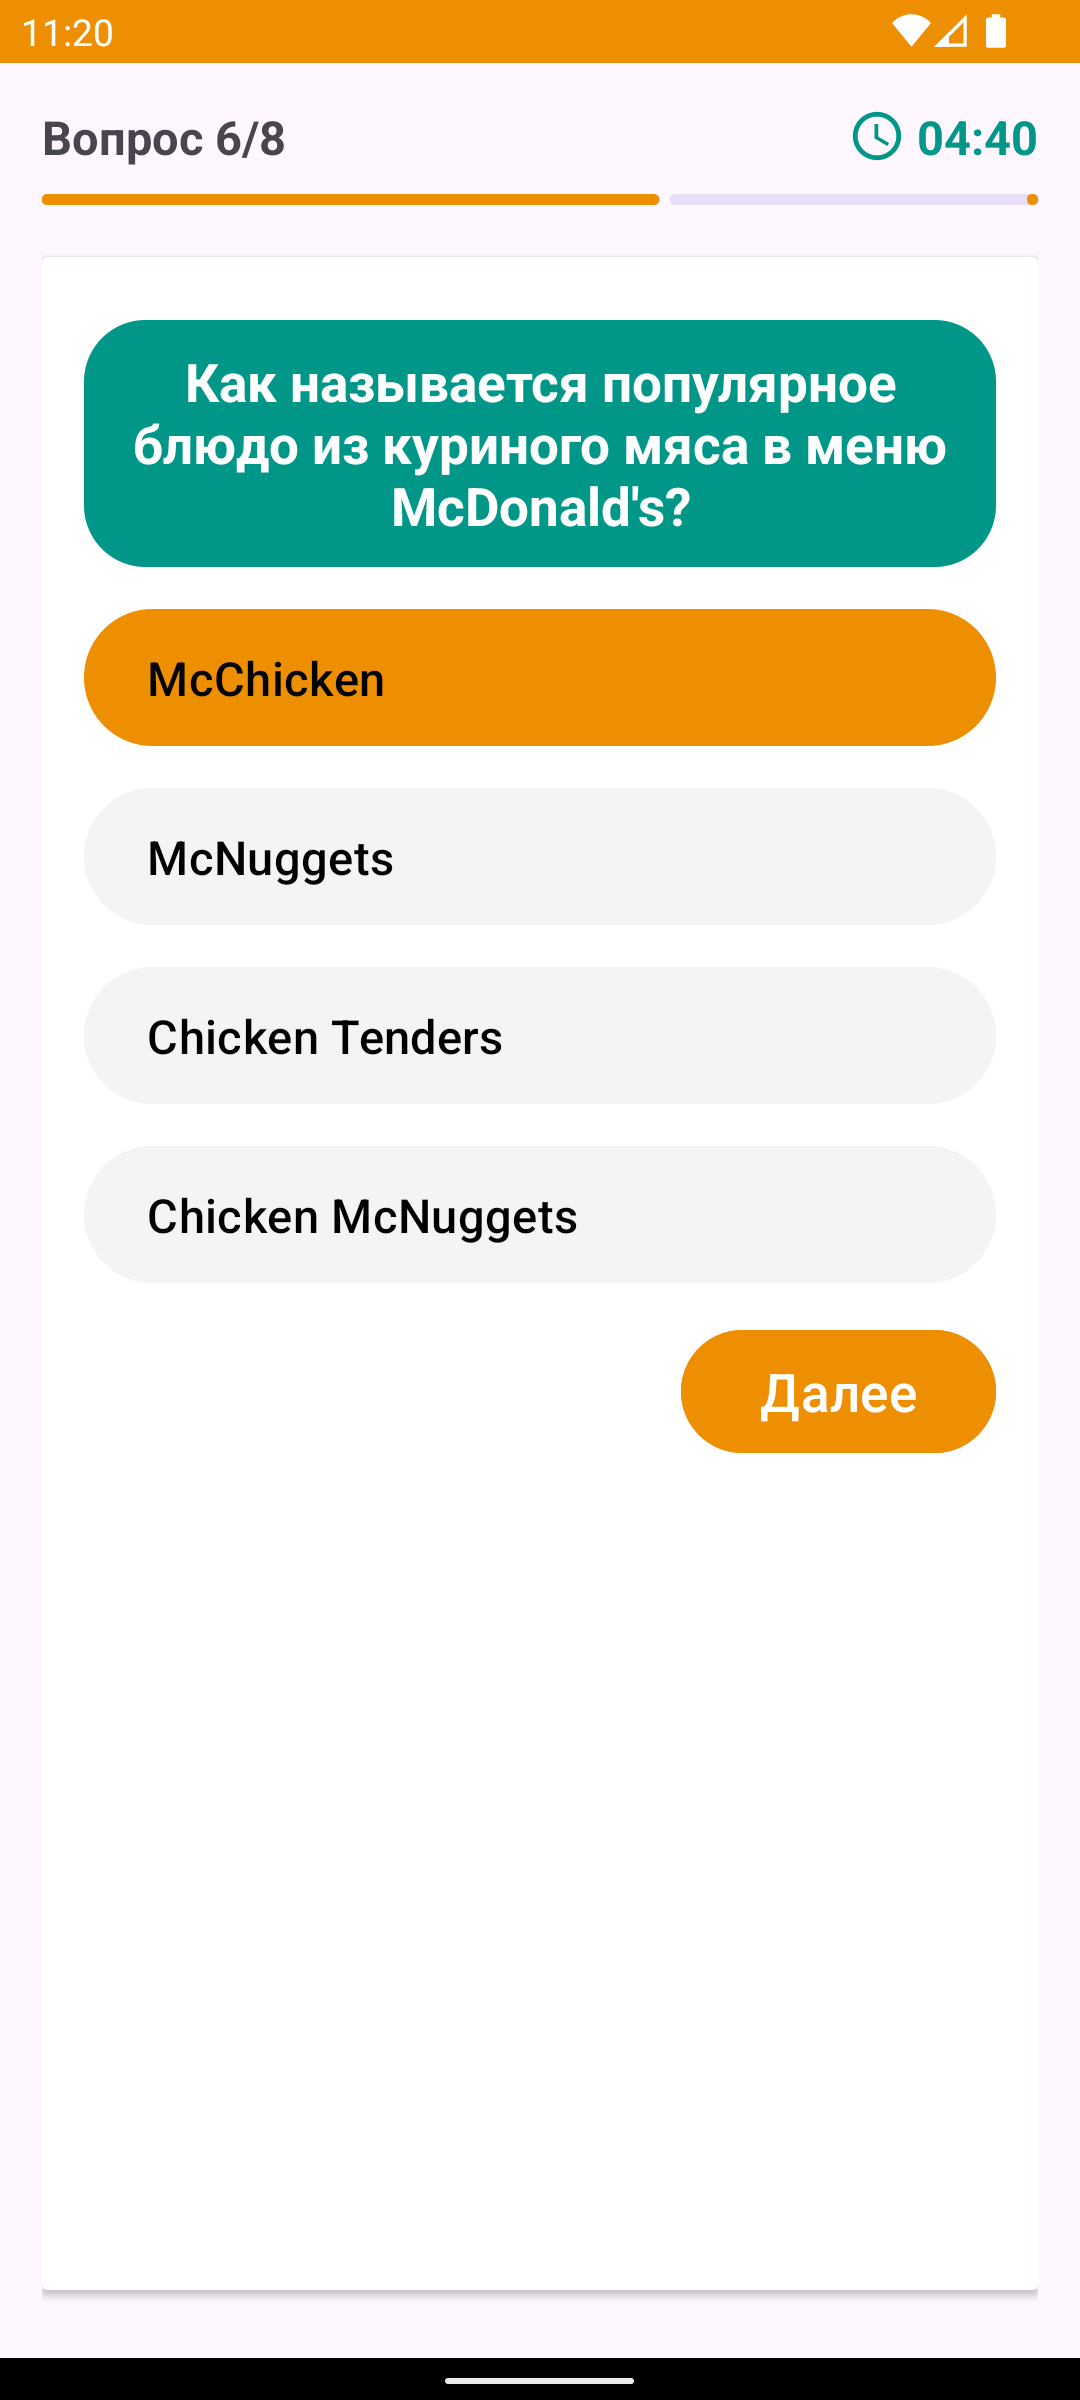 11:20
Вопрос 6/8
04:40
Как называется популярное
блюдо из куриного мяса в меню
McDonald's?
McChicken
McNuggets
Chicken Tenders
Chicken McNuggets
Далее